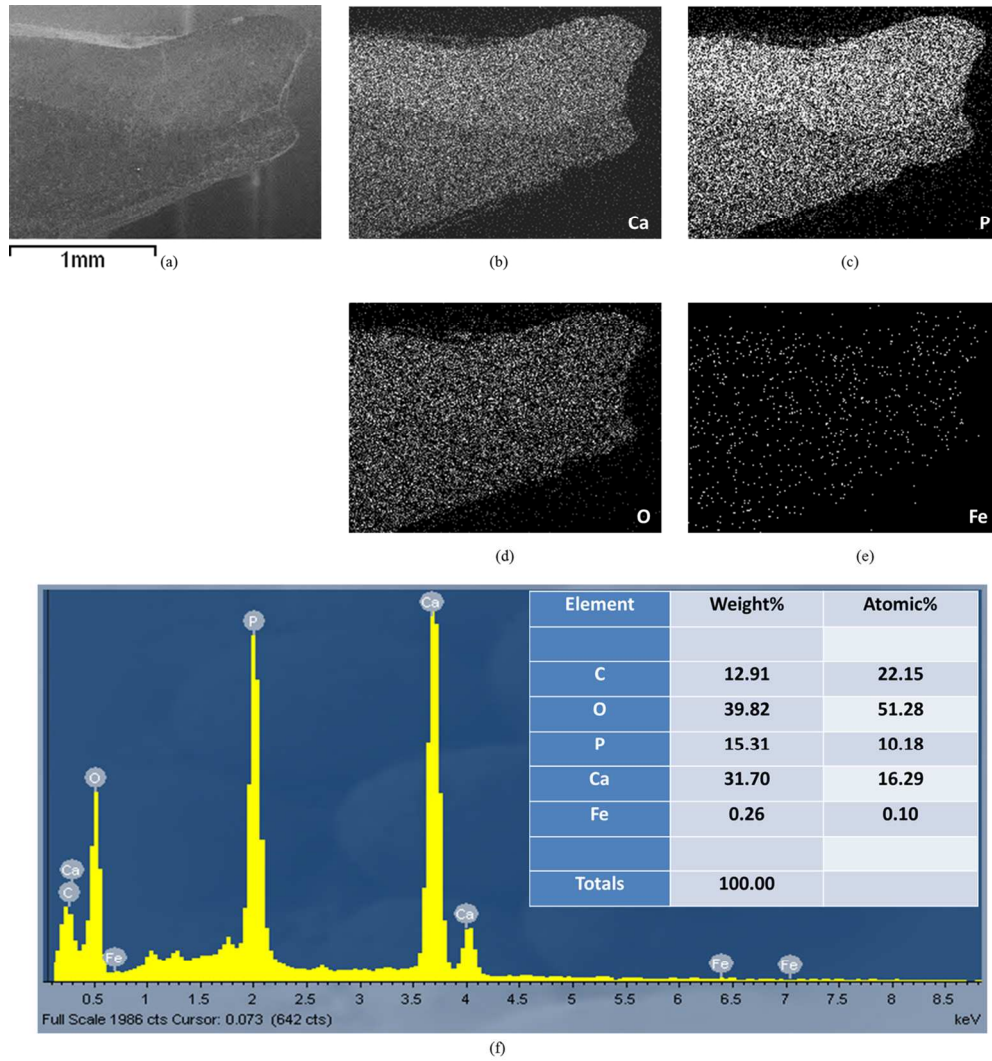 Ca
P
1mm
(a)
(b)
(c)
O
Fe
(d)
(e)
Element Weight% Atomic%
C 12.91 22.15
O 39.82 51.28
P 15.31 10.18
Ca 31.70 16.29
Fe 0.26 0.10
Totals 100.00
Ca
P
O
Ca
C
Ca
Fe
Fe
Fe
0.5 1 1.5 2 2.5 3 3.5 4 4.5 5 5.5 6 6.5 7 7.5 8 8.5
Full Scale 1986 cts Cursor: 0.073 (642 cts) keV
(f)